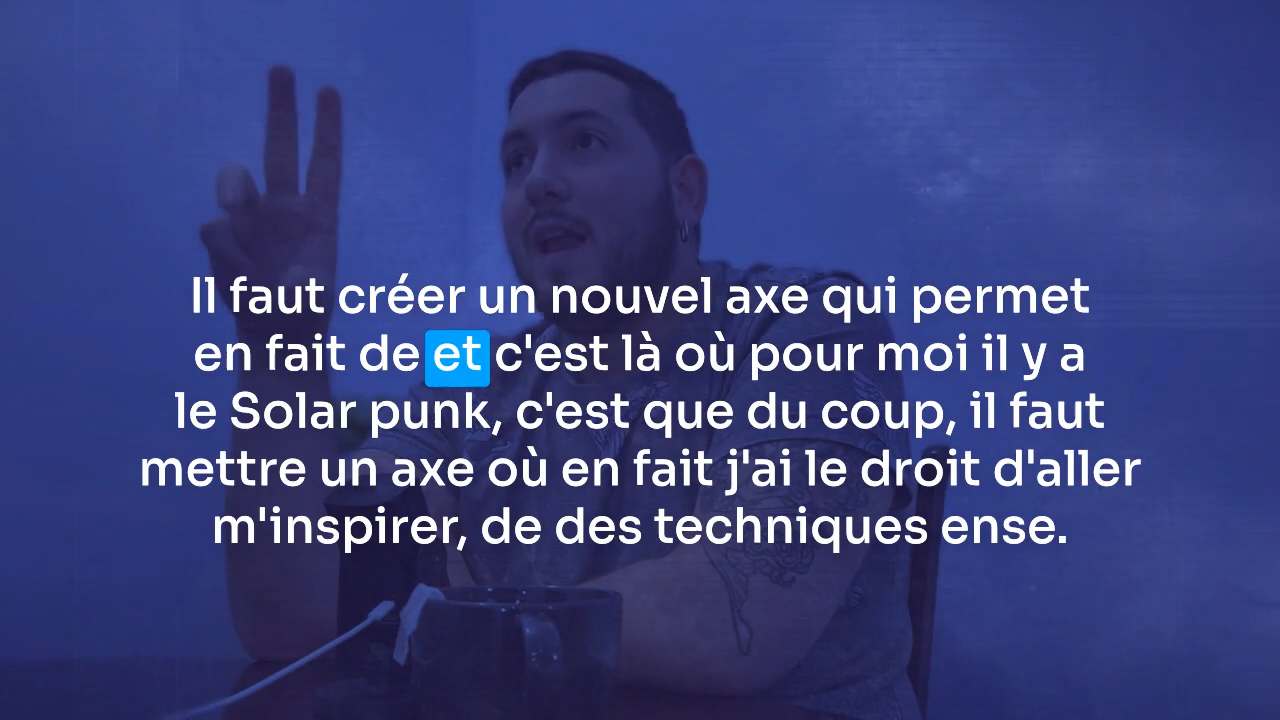 Il faut créer un nouvel axe qui permet
en fait de et c'est là où pour moi il y a
le Solar punk, c'est que du coup, il faut
mettre un axe où en fait j'ai le droit d'aller
m'inspirer, de des techniques ense.